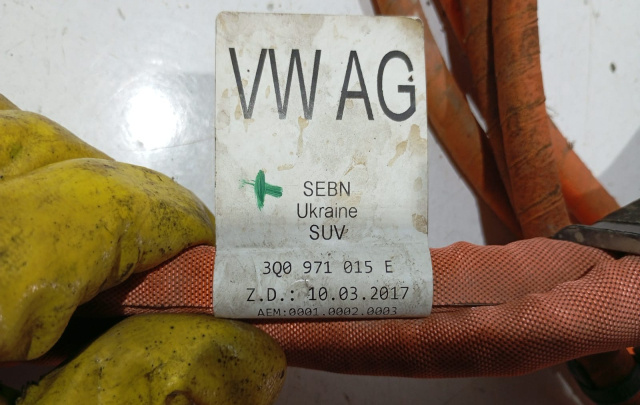 VW AG
SEBN
Ukraine
SUV
3Q0 971 015 E
Z.D.: 10.03.2017
AEM:0001.0002.0003